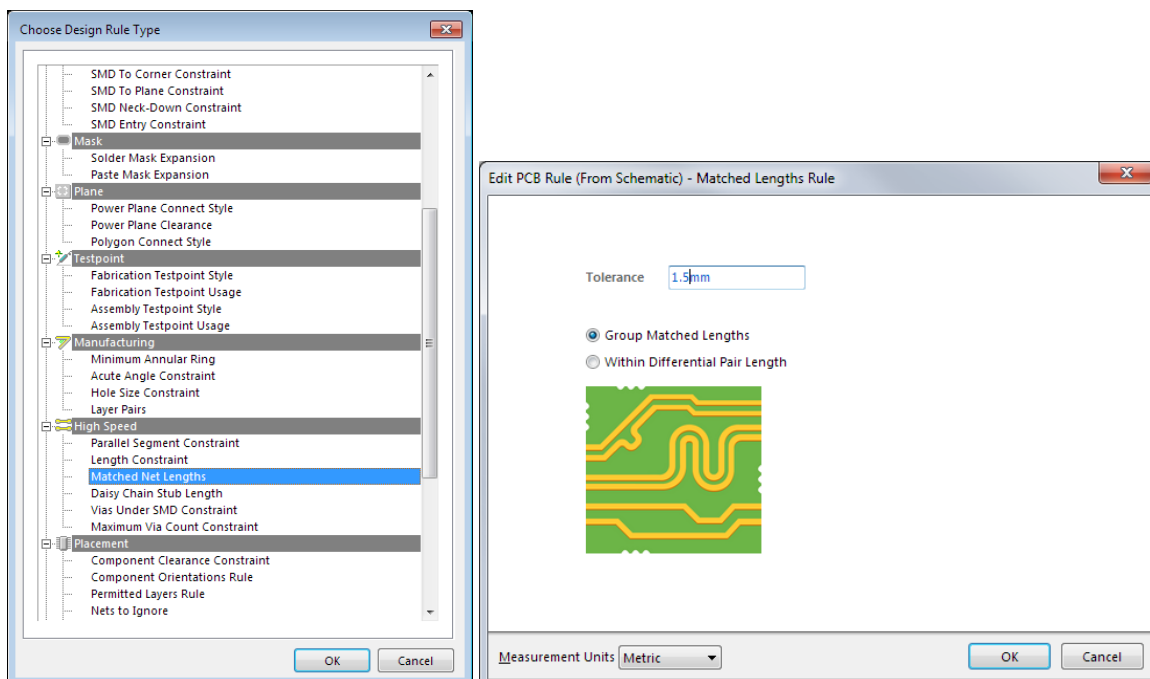 Choose Design Rule Type
SMD To Corner Constraint
SMD To Plane Constraint
SMD Neck-Down Constraint
SMD Entry Constraint
Mask
Solder Mask Expansion
Paste Mask Expansion
Plane
Power Plane Connect Style
Power Plane Clearance
Polygon Connect Style
Testpoint
Fabrication Testpoint Style
Fabrication Testpoint Usage
Assembly Testpoint Style
Assembly Testpoint Usage
Manufacturing
Minimum Annular Ring
Acute Angle Constraint
Hole Size Constraint
Layer Pairs
High Speed
Parallel Segment Constraint
Length Constraint
Matched Net Lengths
Daisy Chain Stub Length
Vias Under SMD Constraint
Maximum Via Count Constraint
Placement
Component Clearance Constraint
Component Orientations Rule
Permitted Layers Rule
Nets to Ignore
OK Cancel
Edit PCB Rule (From Schematic) - Matched Lengths Rule
Tolerance 1.5mm
Group Matched Lengths
Within Differential Pair Length
Measurement Units Metric OK Cancel